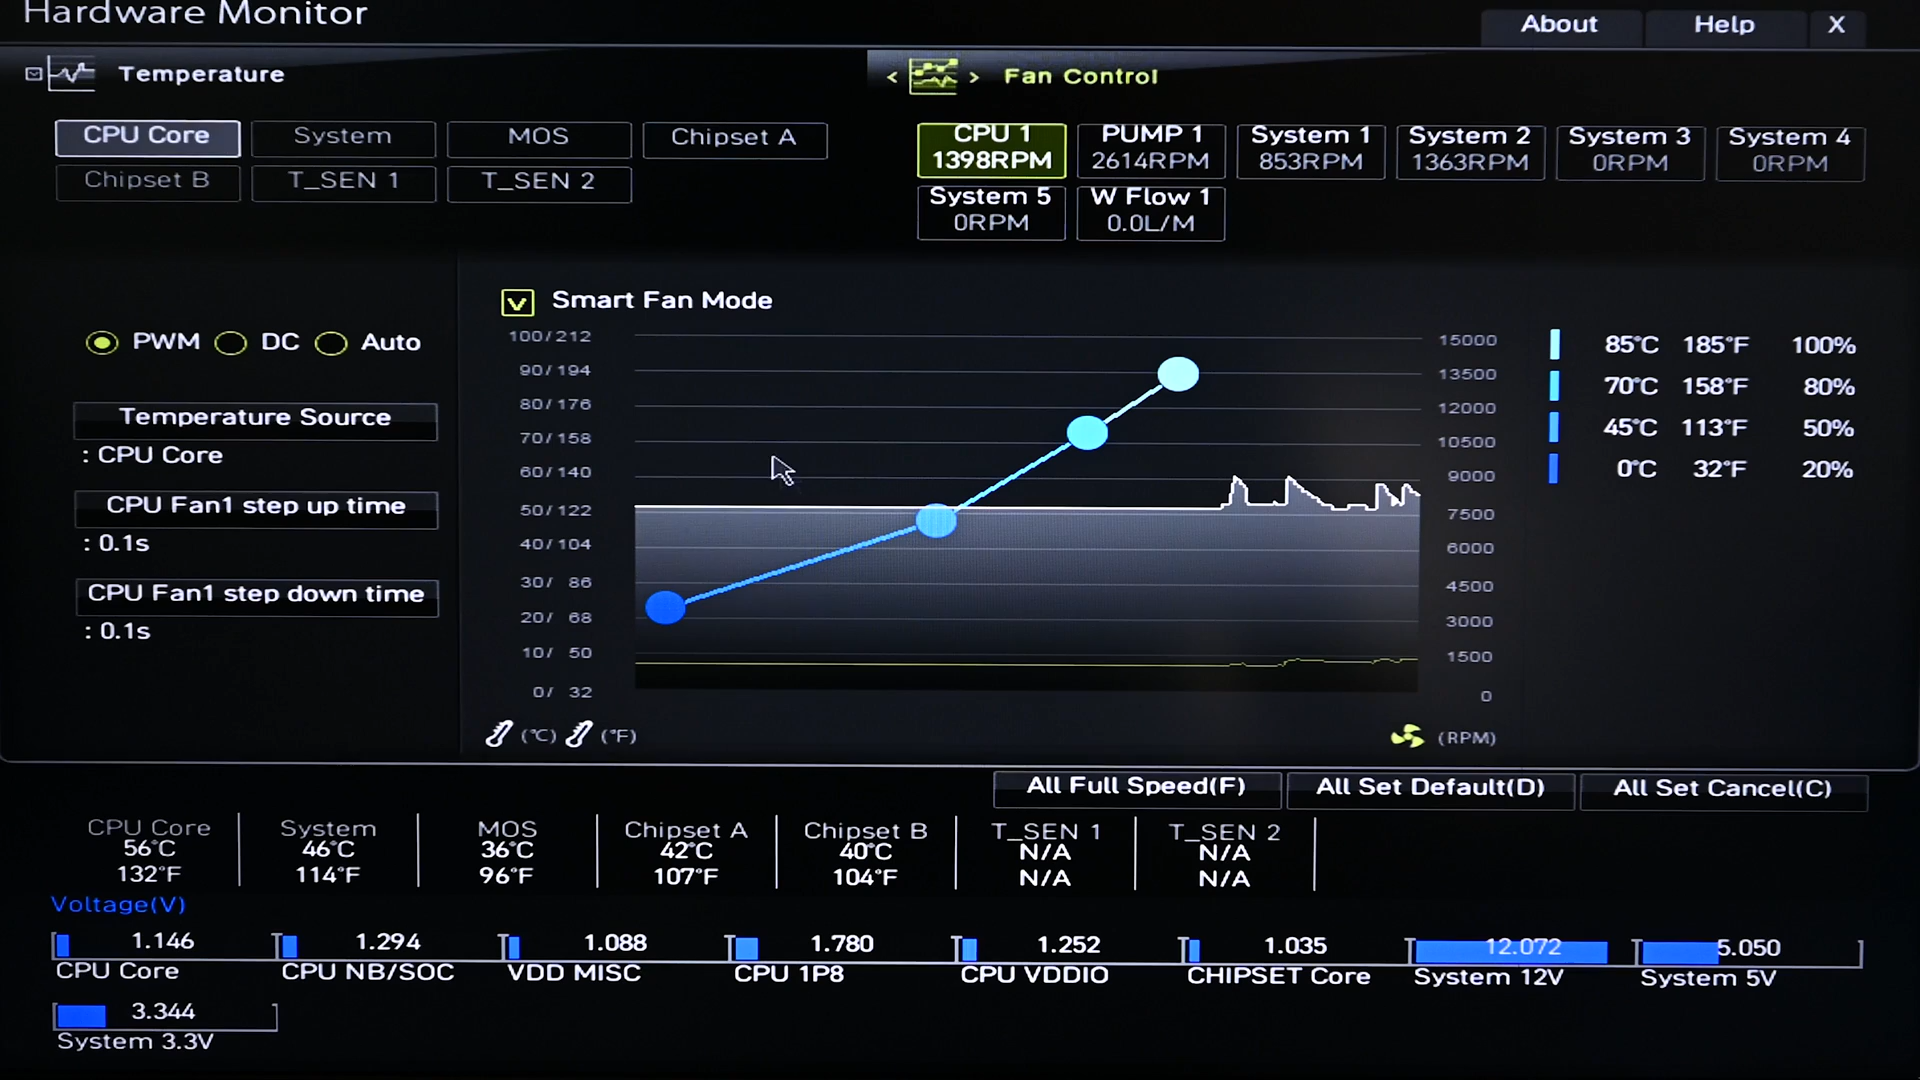 Hardware Monitor
About Help X
Temperature
< > Fan Control
CPU Core System MOS Chipset A
Chipset B T_SEN 1 T_SEN 2
CPU 1 PUMP 1 System 1 System 2 System 3 System 4
1398RPM 2614RPM 853RPM 1363RPM 0RPM 0RPM
System 5 W Flow 1
0RPM 0.0L/M
PWM DC Auto
Temperature Source
: CPU Core
CPU Fan1 step up time
: 0.1s
CPU Fan1 step down time
: 0.1s
V Smart Fan Mode
100/212 15000
90/194 13500
80/176 12000
70/158 10500
60/140 9000
50/122 7500
40/104 6000
30/ 86 4500
20/ 68 3000
10/ 50 1500
0/ 32 0
(°C) (°F) (RPM)
85°C 185°F 100%
70°C 158°F 80%
45°C 113°F 50%
0°C 32°F 20%
All Full Speed(F) All Set Default(D) All Set Cancel(C)
CPU Core System MOS Chipset A Chipset B T_SEN 1 T_SEN 2
56°C 46°C 36°C 42°C 40°C N/A N/A
132°F 114°F 96°F 107°F 104°F N/A N/A
Voltage(V)
1.146 1.294 1.088 1.780 1.252 1.035 12.072 5.050
CPU Core CPU NB/SOC VDD MISC CPU 1P8 CPU VDDIO CHIPSET Core System 12V System 5V
3.344
System 3.3V